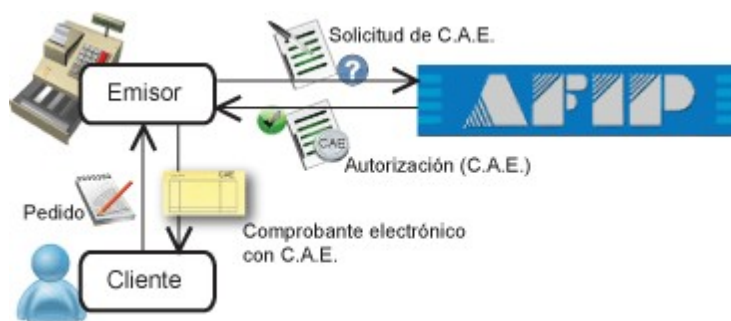 Solicitud de C.A.E.
Emisor
AFIP
CAE
Autorización (C.A.E.)
CAE
Pedido
Comprobante electrónico
con C.A.E.
Cliente